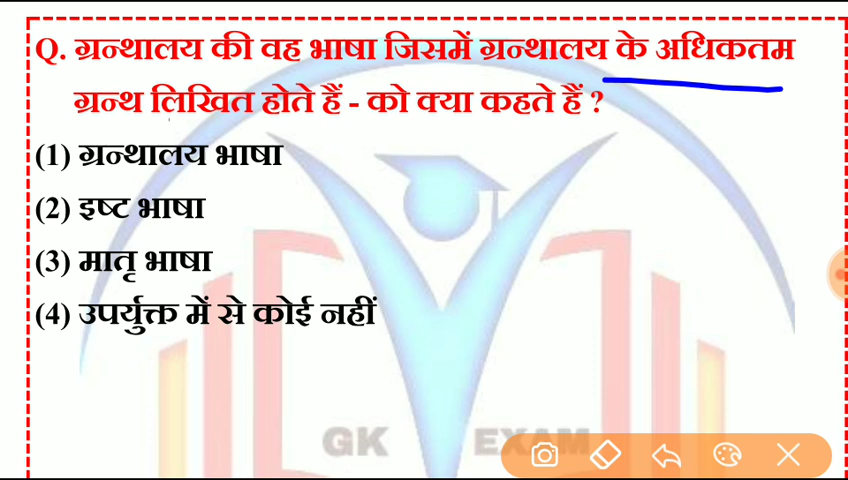 Q. ग्रन्थालय की वह भाषा जिसमें ग्रन्थालय के अधिकतम
ग्रन्थ लिखित होते हैं - को क्या कहते हैं ?
(1) ग्रन्थालय भाषा
(2) इष्ट भाषा
(3) मातृ भाषा
(4) उपर्युक्त में से कोई नहीं
GK EXAM